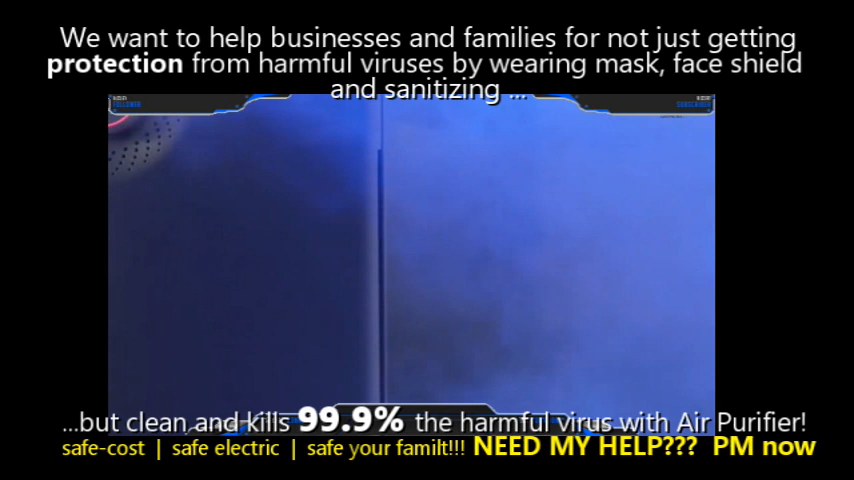 We want to help businesses and families for not just getting
protection from harmful viruses by wearing mask, face shield
and sanitizing ...
FOLLOWER
SUBSCRIBER
...but clean and kills 99.9% the harmful virus with Air Purifier!
safe-cost | safe electric | safe your familt!!! NEED MY HELP??? PM now